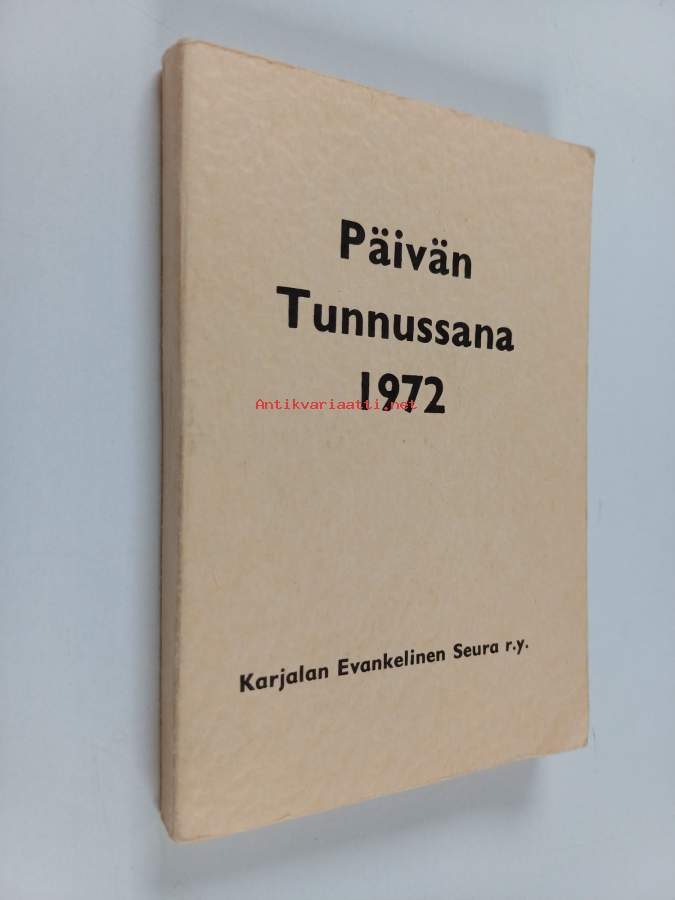 Päivän
Tunnussana
1972
Antikvariaatti.net
Karjalan Evankelinen Seura r.y.